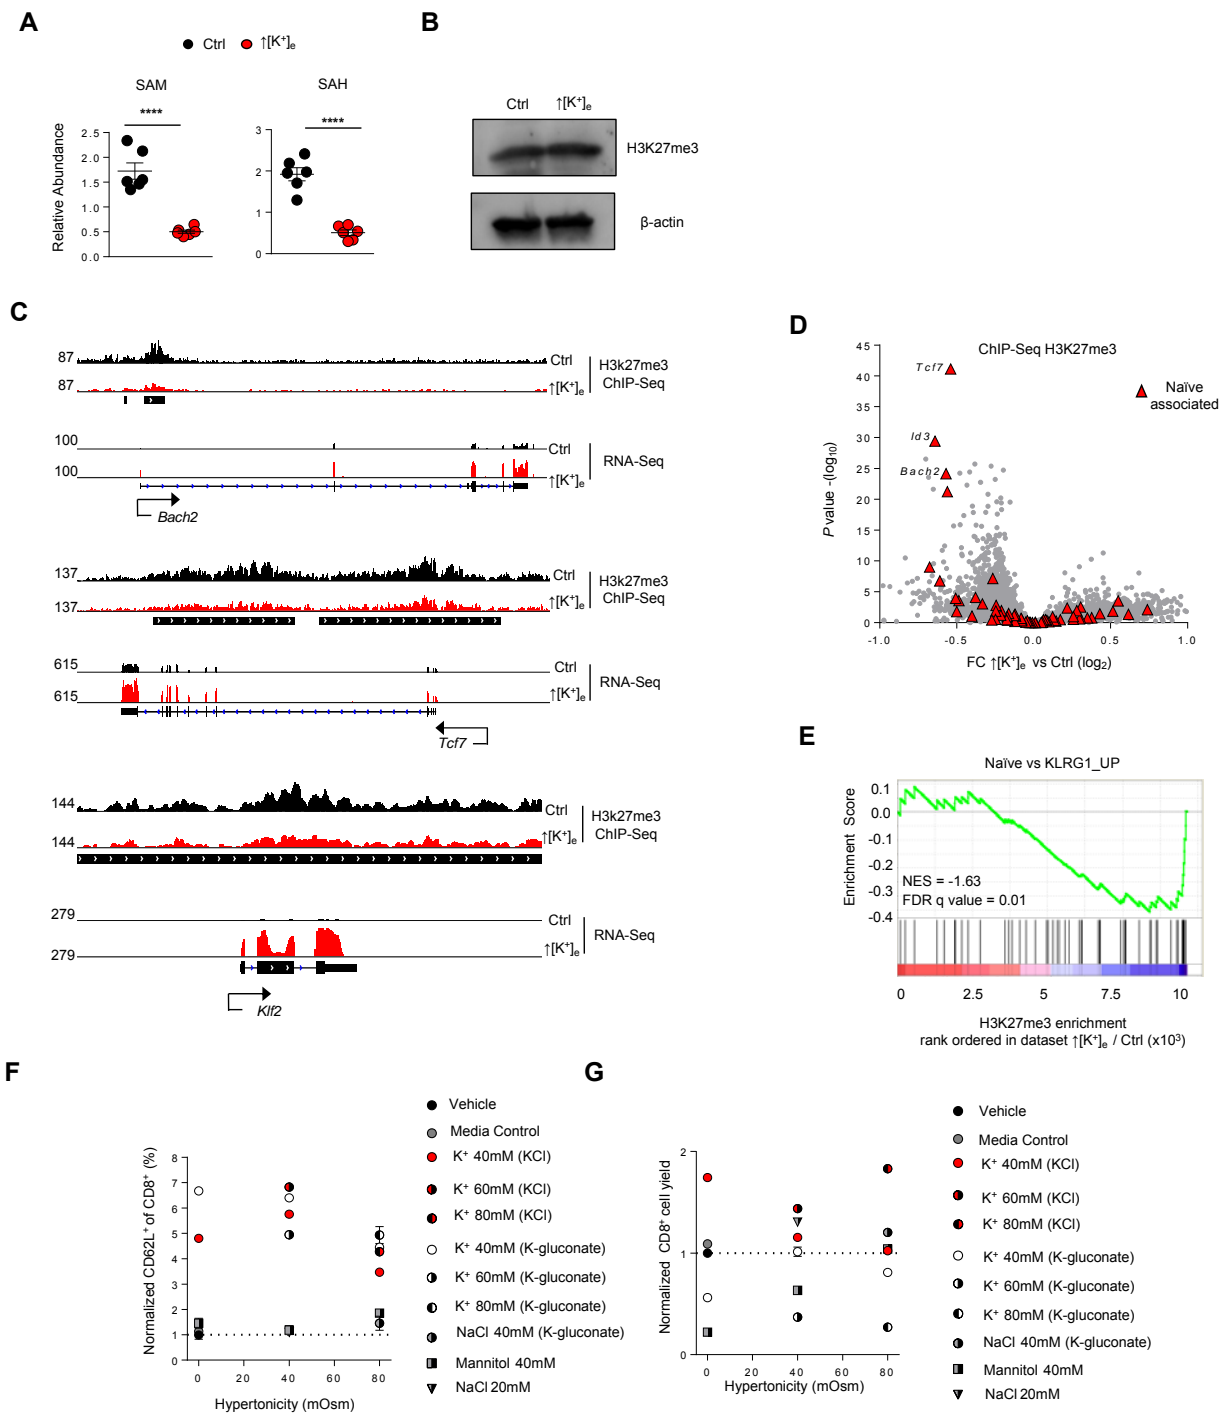 A
Ctrl ↑[K⁺]ₑ
SAM
SAH
****
****
Relative Abundance
2.5
2.0
1.5
1.0
0.5
0.0
3
2
1
0
B
Ctrl ↑[K⁺]ₑ
H3K27me3
β-actin
C
87
Ctrl
87
↑[K⁺]ₑ
H3k27me3
ChIP-Seq
100
Ctrl
100
↑[K⁺]ₑ
RNA-Seq
Bach2
137
Ctrl
137
↑[K⁺]ₑ
H3k27me3
ChIP-Seq
615
Ctrl
615
↑[K⁺]ₑ
RNA-Seq
Tcf7
144
Ctrl
144
↑[K⁺]ₑ
H3k27me3
ChIP-Seq
279
Ctrl
279
↑[K⁺]ₑ
RNA-Seq
Klf2
D
ChIP-Seq H3K27me3
Naïve
associated
Tcf7
Id3
Bach2
P value -(log₁₀)
45
40
35
30
25
20
15
10
5
0
-1.0 -0.5 0.0 0.5 1.0
FC ↑[K⁺]ₑ vs Ctrl (log₂)
E
Naïve vs KLRG1_UP
Enrichment Score
0.1
0.0
-0.1
-0.2
-0.3
-0.4
NES = -1.63
FDR q value = 0.01
0 2.5 5 7.5 10
H3K27me3 enrichment
rank ordered in dataset ↑[K⁺]ₑ / Ctrl (x10³)
F
Normalized CD62L⁺ of CD8⁺ (%)
8
7
6
5
4
3
2
1
0
0 20 40 60 80
Hypertonicity (mOsm)
Vehicle
Media Control
K⁺ 40mM (KCl)
K⁺ 60mM (KCl)
K⁺ 80mM (KCl)
K⁺ 40mM (K-gluconate)
K⁺ 60mM (K-gluconate)
K⁺ 80mM (K-gluconate)
NaCl 40mM (K-gluconate)
Mannitol 40mM
NaCl 20mM
G
Normalized CD8⁺ cell yield
2
1
0
0 20 40 60 80
Hypertonicity (mOsm)
Vehicle
Media Control
K⁺ 40mM (KCl)
K⁺ 60mM (KCl)
K⁺ 80mM (KCl)
K⁺ 40mM (K-gluconate)
K⁺ 60mM (K-gluconate)
K⁺ 80mM (K-gluconate)
NaCl 40mM (K-gluconate)
Mannitol 40mM
NaCl 20mM